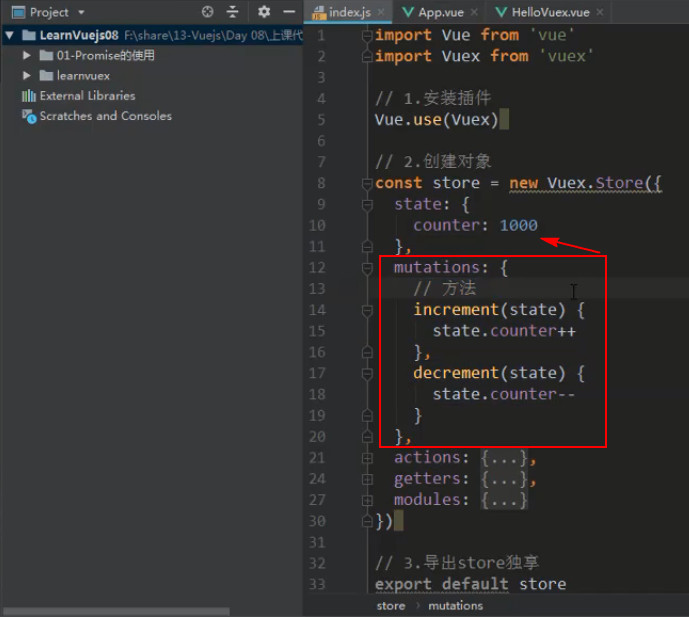 Project
LearnVuejs08 F:\share\13-Vuejs\Day 08\上课代
01-Promise的使用
learnvuex
External Libraries
Scratches and Consoles
index.js App.vue HelloVuex.vue
1 import Vue from 'vue'
2 import Vuex from 'vuex'
3
4 // 1.安装插件
5 Vue.use(Vuex)
6
7 // 2.创建对象
8 const store = new Vuex.Store({
9 state: {
10 counter: 1000
11 },
12 mutations: {
13 // 方法
14 increment(state) {
15 state.counter++
16 },
17 decrement(state) {
18 state.counter--
19 }
20 },
21 actions: {...},
24 getters: {...},
27 modules: {...}
30 })
31
32 // 3.导出store独享
33 export default store
store mutations